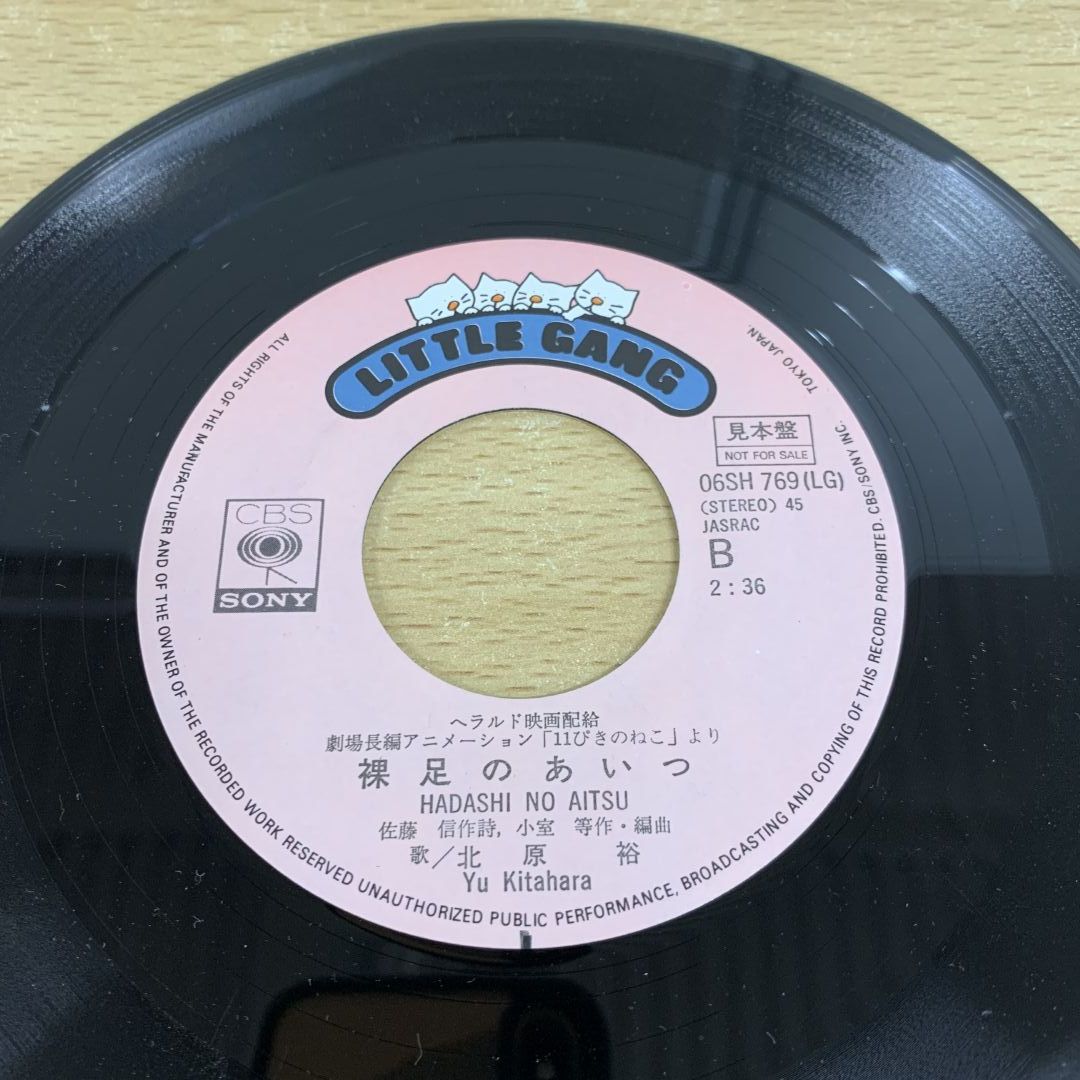 LITTLE GANG
見本盤
NOT FOR SALE
06SH 769(LG)
(STEREO) 45
JASRAC
B
2:36
CBS
SONY
ヘラルド映画配給
劇場長編アニメーション「11ぴきのねこ」より
裸足のあいつ
HADASHI NO AITSU
佐藤 信作詩, 小室 等作・編曲
歌/北原 裕
Yu Kitahara
ALL RIGHTS OF THE MANUFACTURER AND OF THE OWNER OF THE RECORDED WORK RESERVED UNAUTHORIZED PUBLIC PERFORMANCE, BROADCASTING AND COPYING OF THIS RECORD PROHIBITED. CBS/SONY INC. TOKYO JAPAN.